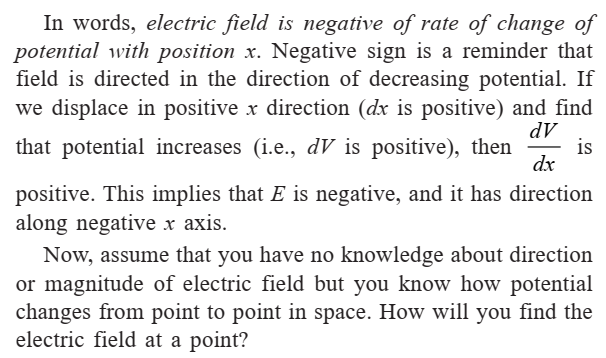 In words, electric field is negative of rate of change of
potential with position x. Negative sign is a reminder that
field is directed in the direction of decreasing potential. If
we displace in positive x direction (dx is positive) and find
that potential increases (i.e., dV is positive), then dV/dx is
positive. This implies that E is negative, and it has direction
along negative x axis.
Now, assume that you have no knowledge about direction
or magnitude of electric field but you know how potential
changes from point to point in space. How will you find the
electric field at a point?